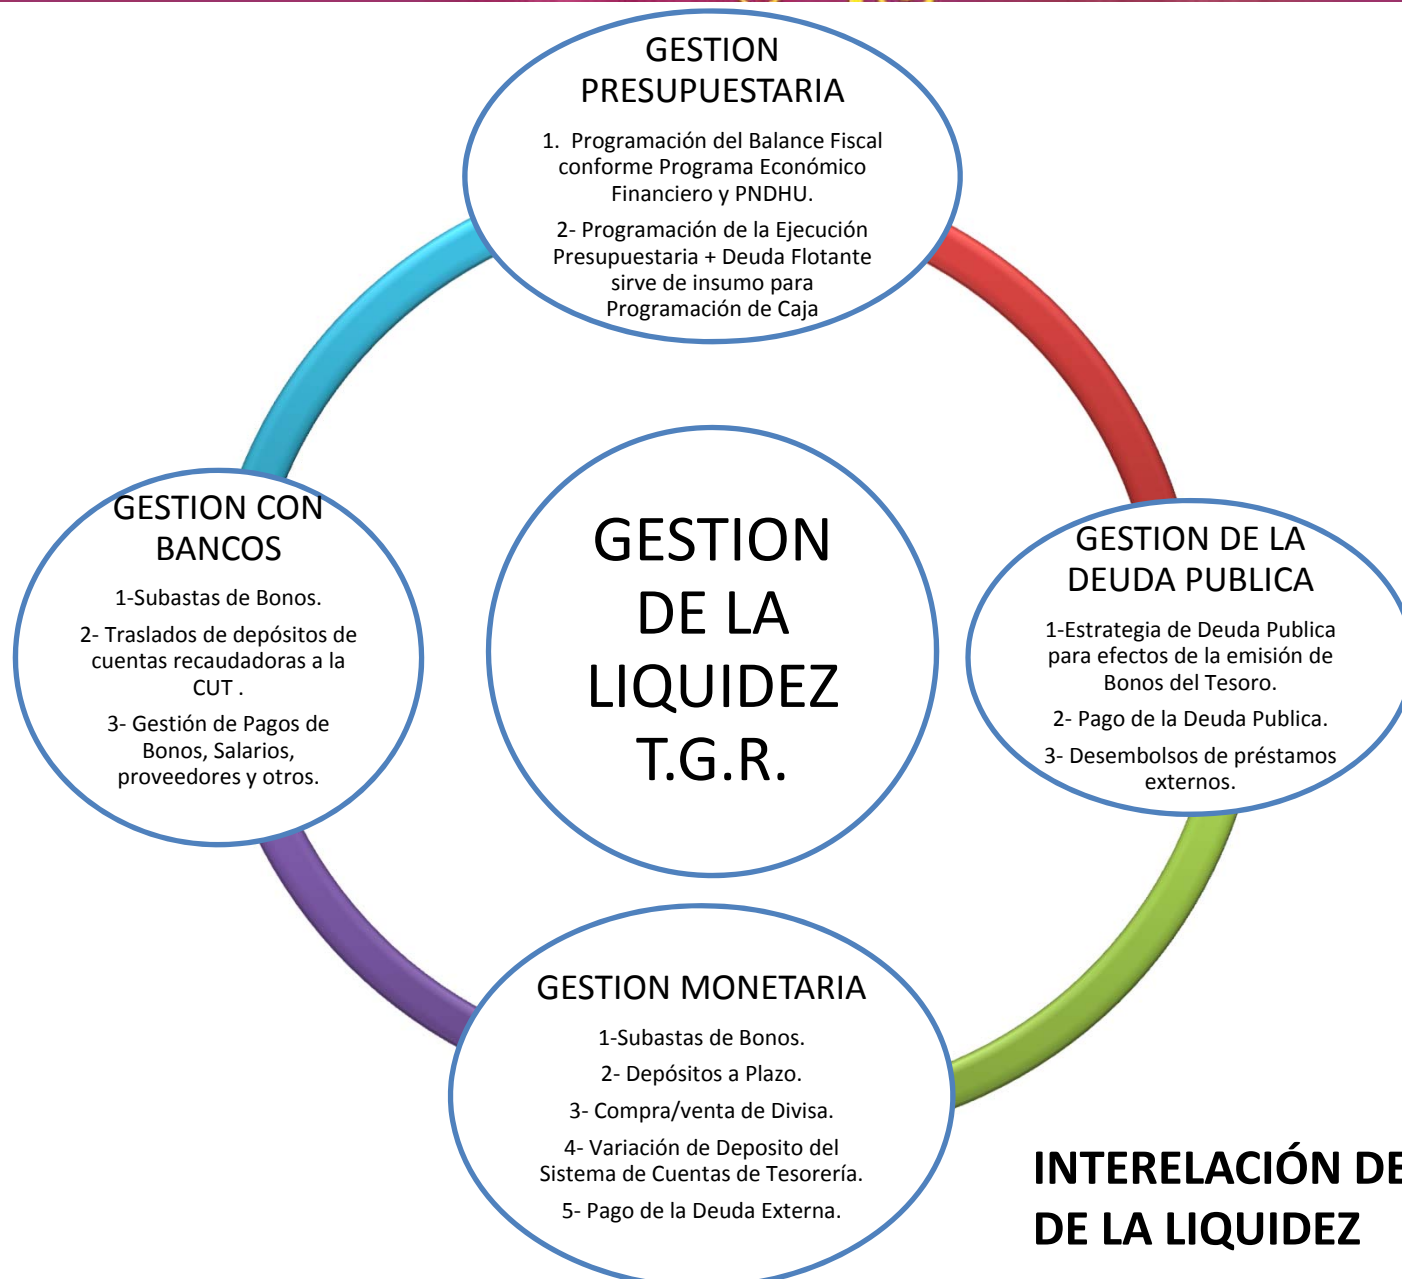 GESTION
PRESUPUESTARIA
1. Programación del Balance Fiscal
conforme Programa Económico
Financiero y PNDHU.
2- Programación de la Ejecución
Presupuestaria + Deuda Flotante
sirve de insumo para
Programación de Caja
GESTION CON
BANCOS
1-Subastas de Bonos.
2- Traslados de depósitos de
cuentas recaudadoras a la
CUT .
3- Gestión de Pagos de
Bonos, Salarios,
proveedores y otros.
GESTION
DE LA
LIQUIDEZ
T.G.R.
GESTION DE LA
DEUDA PUBLICA
1-Estrategia de Deuda Publica
para efectos de la emisión de
Bonos del Tesoro.
2- Pago de la Deuda Publica.
3- Desembolsos de préstamos
externos.
GESTION MONETARIA
1-Subastas de Bonos.
2- Depósitos a Plazo.
3- Compra/venta de Divisa.
4- Variación de Deposito del
Sistema de Cuentas de Tesorería.
5- Pago de la Deuda Externa.
INTERELACIÓN DE
DE LA LIQUIDEZ